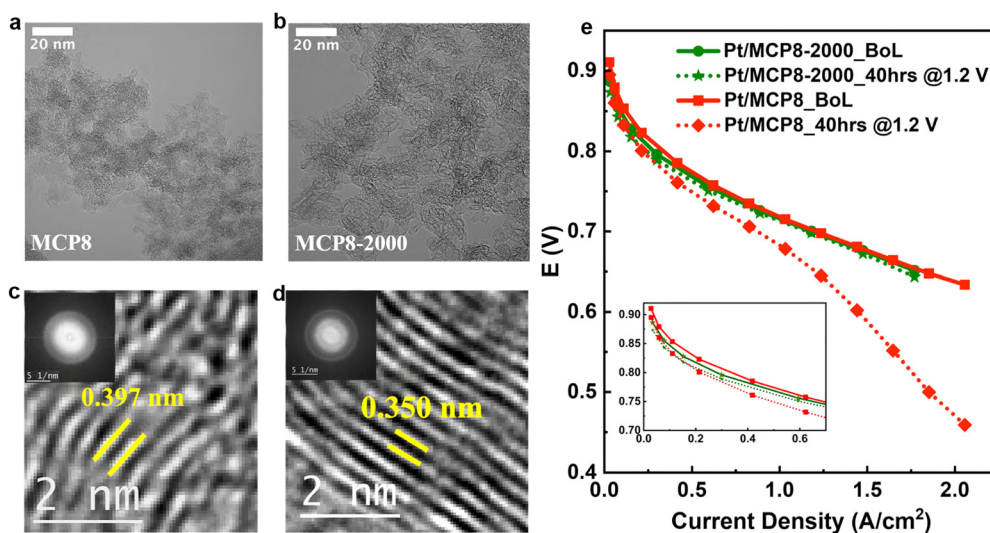 a
20 nm
MCP8
b
20 nm
MCP8-2000
c
5 1/nm
0.397 nm
2 nm
d
5 1/nm
0.350 nm
2 nm
e
Pt/MCP8-2000_BoL
Pt/MCP8-2000_40hrs @1.2 V
Pt/MCP8_BoL
Pt/MCP8_40hrs @1.2 V
E (V)
0.9
0.8
0.7
0.6
0.5
0.4
0.90
0.85
0.80
0.75
0.70
0.0 0.2 0.4 0.6
0.0 0.5 1.0 1.5 2.0
Current Density (A/cm²)